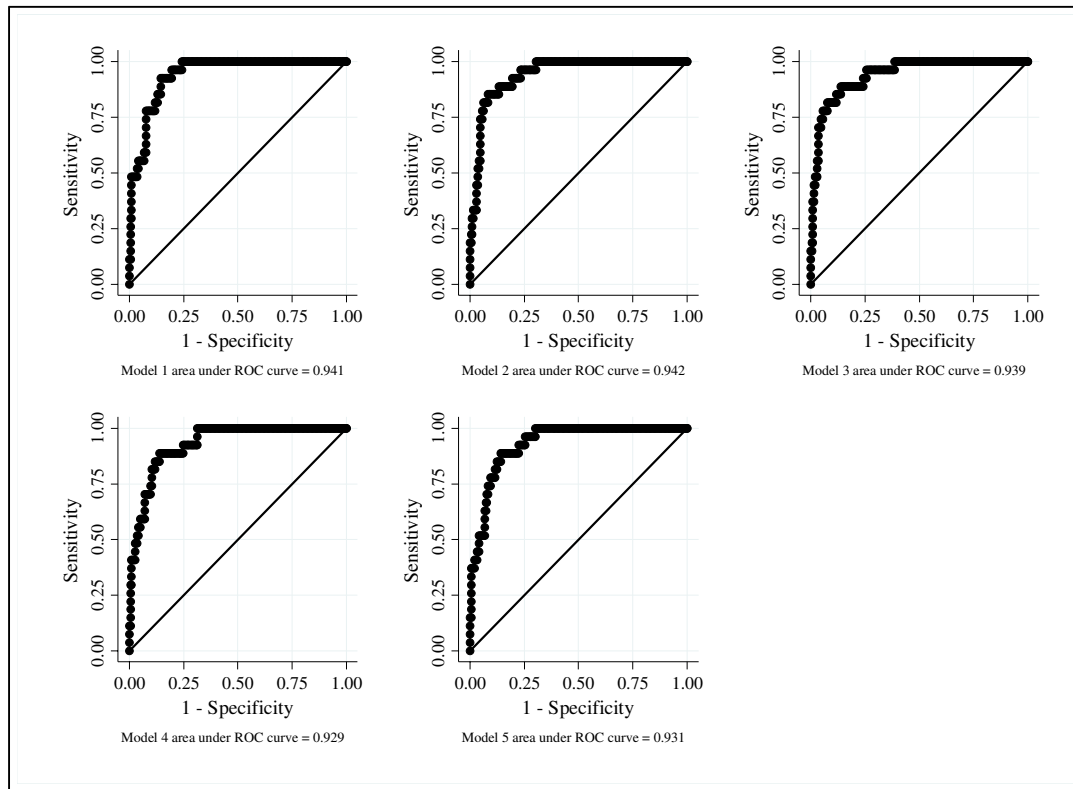 Sensitivity
0.00 0.25 0.50 0.75 1.00
0.00 0.25 0.50 0.75 1.00
1 - Specificity
Model 1 area under ROC curve = 0.941
Sensitivity
0.00 0.25 0.50 0.75 1.00
0.00 0.25 0.50 0.75 1.00
1 - Specificity
Model 2 area under ROC curve = 0.942
Sensitivity
0.00 0.25 0.50 0.75 1.00
0.00 0.25 0.50 0.75 1.00
1 - Specificity
Model 3 area under ROC curve = 0.939
Sensitivity
0.00 0.25 0.50 0.75 1.00
0.00 0.25 0.50 0.75 1.00
1 - Specificity
Model 4 area under ROC curve = 0.929
Sensitivity
0.00 0.25 0.50 0.75 1.00
0.00 0.25 0.50 0.75 1.00
1 - Specificity
Model 5 area under ROC curve = 0.931